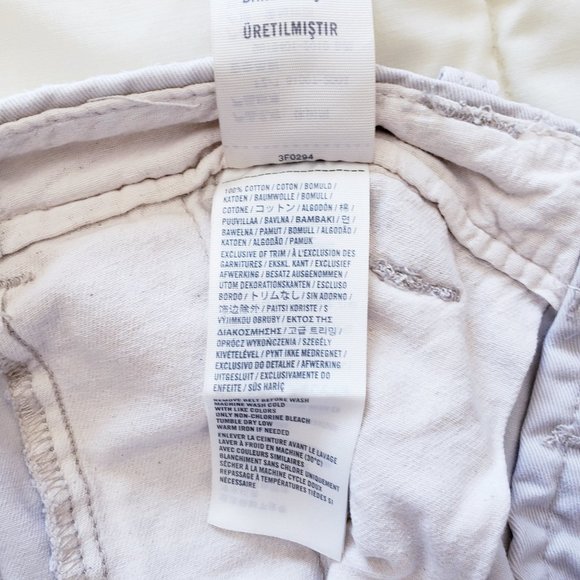 ÜRETILMIŞTIR
3F0294
100% COTTON / COTON / BOMULD /
KATOEN / BAUMWOLLE / BOMULL /
COTONE / コットン / ALGODÓN / 棉 /
PUUVILLAA / BAVLNA / ΒΑΜΒΑΚΙ / 면 /
BAWEŁNA / PAMUT / BOMULL / ALGODÃO /
KATOEN / ALGODÃO / PAMUK
EXCLUSIVE OF TRIM / À L'EXCLUSION DES
GARNITURES / EKSKL. KANT / EXCLUSIEF
AFWERKING / BESATZ AUSGENOMMEN /
UTOM DEKORATIONSKANTEN / ESCLUSO
BORDO / トリムなし / SIN ADORNO /
饰边除外 / PAITSI KORISTE / S
VÝJIMKOU OBRUBY / ΕΚΤΟΣ ΤΗΣ
ΔΙΑΚΟΣΜΗΣΗΣ / 고급 트리밍 /
OPRÓCZ WYKOŃCZENIA / SZEGÉLY
KIVÉTELÉVEL / PYNT IKKE MEDREGNET /
EXCLUSIVO DO DETALHE / AFWERKING
UITGESLUIT / EXCLUSIVAMENTE DO
ENFEITE / SÜS HARIÇ
REMOVE BELT BEFORE WASH
MACHINE WASH COLD
WITH LIKE COLORS
ONLY NON-CHLORINE BLEACH
TUMBLE DRY LOW
WARM IRON IF NEEDED
ENLEVER LA CEINTURE AVANT LE LAVAGE
LAVER À FROID EN MACHINE (30°C)
AVEC COULEURS SIMILAIRES
BLANCHIMENT SANS CHLORE UNIQUEMENT
SÉCHER À LA MACHINE CYCLE DOUX
REPASSAGE À TEMPÉRATURES TIÈDES SI
NÉCESSAIRE